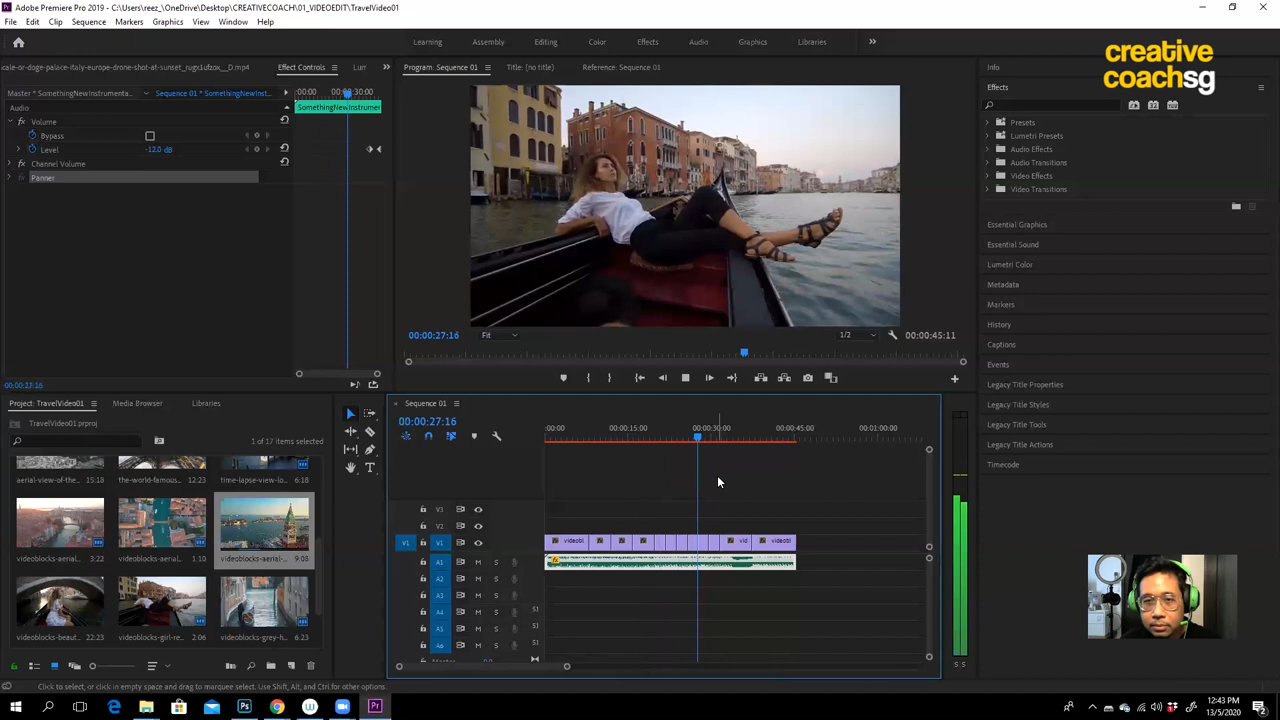 Adobe Premiere Pro 2019 - C:\Users\reez_\OneDrive\Desktop\CREATIVECOACH\01_VIDEOEDIT\TravelVideo01
File Edit Clip Sequence Markers Graphics View Window Help
Learning Assembly Editing Color Effects Audio Graphics Libraries
creative
coachsg
Effect Controls
Program: Sequence 01
Title: (no title)
Reference: Sequence 01
Master * SomethingNewInstrumenta...
Sequence 01 * SomethingNewInst...
:00:00 00:00:30:00
Audio
SomethingNewInstrumen
Volume
Bypass
Level
-12.0 dB
Channel Volume
Panner
00:00:27:16
00:00:27:16
Fit
1/2
00:00:45:11
Info
Effects
Presets
Lumetri Presets
Audio Effects
Audio Transitions
Video Effects
Video Transitions
Essential Graphics
Essential Sound
Lumetri Color
Metadata
Markers
History
Captions
Events
Legacy Title Properties
Legacy Title Styles
Legacy Title Tools
Legacy Title Actions
Timecode
Project: TravelVideo01
Media Browser
Libraries
TravelVideo01.prproj
1 of 17 items selected
aerial-view-of-the...
15:13
the-world-famous...
12:23
time-lapse-view-lo...
videoblocks-aerial...
3:22
videoblocks-aerial...
1:10
videoblocks-aerial...
9:03
videoblocks-beaut...
22:23
videoblocks-girl-re...
2:06
videoblocks-grey-h...
6:23
Sequence 01
00:00:27:16
:00:00 00:00:15:00 00:00:30:00 00:00:45:00 00:01:00:00
V3
V2
V1 V1
videobl
vid
videobl
A1 M S
A2 M S
A3 M S
A4 M S
A5 M S
S S
Click to select, or click in empty space and drag to marquee select. Use Shift, Alt, and Ctrl for other options.
12:43 PM
13/5/2020